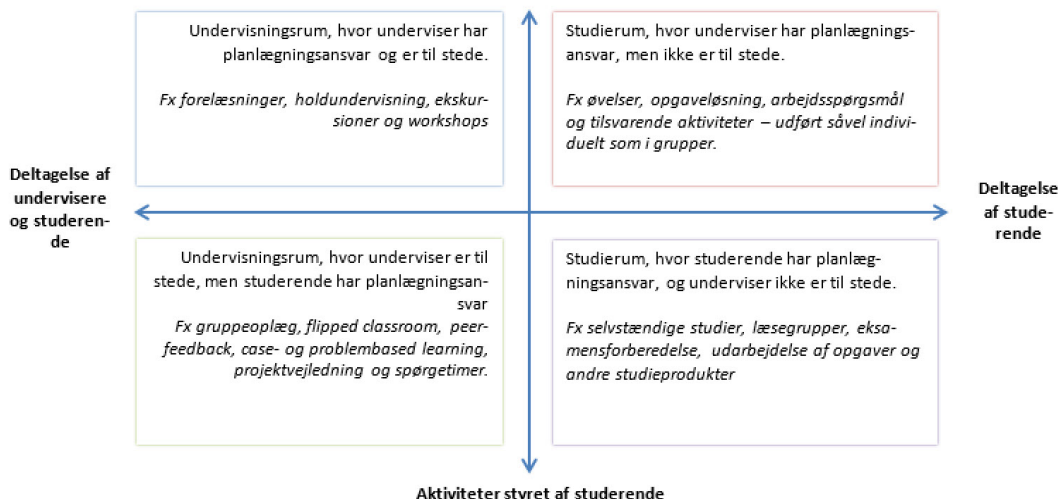 Undervisningsrum, hvor underviser har
planlægningsansvar og er til stede.
Fx forelæsninger, holdundervisning, ekskur-
sioner og workshops
Studierum, hvor underviser har planlægnings-
ansvar, men ikke er til stede.
Fx øvelser, opgaveløsning, arbejdsspørgsmål
og tilsvarende aktiviteter – udført såvel indivi-
duelt som i grupper.
Deltagelse af
undervisere
og studeren-
de
Deltagelse
af stude-
rende
Undervisningsrum, hvor underviser er til
stede, men studerende har planlægningsan-
svar
Fx gruppeoplæg, flipped classroom, peer-
feedback, case- og problembased learning,
projektvejledning og spørgetimer.
Studierum, hvor studerende har planlæg-
ningsansvar, og underviser ikke er til stede.
Fx selvstændige studier, læsegrupper, eksa-
mensforberedelse, udarbejdelse af opgaver og
andre studieprodukter
Aktiviteter styret af studerende